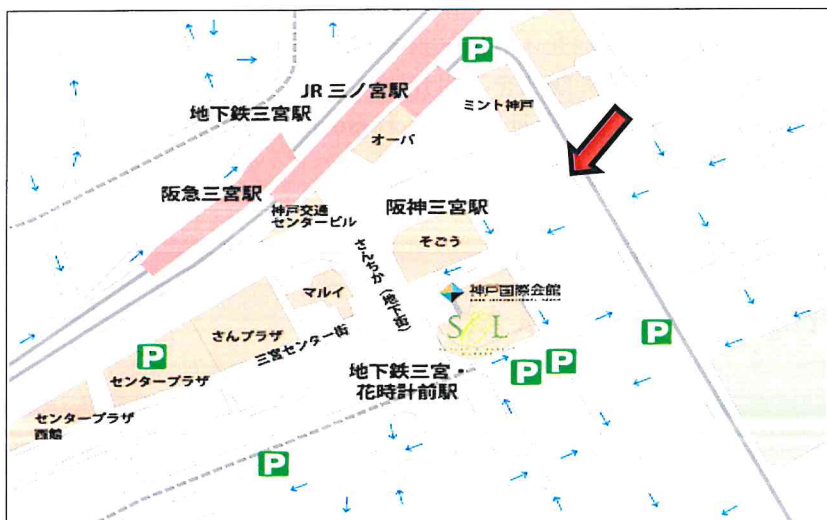 P
JR 三ノ宮駅
地下鉄三宮駅
ミント神戸
オーパ
阪急三宮駅
神戸交通
センタービル
阪神三宮駅
そごう
さんちか(地下街)
マルイ
神戸国際会館
SOL
さんプラザ
三宮センター街
P
P
センタープラザ
地下鉄三宮・
花時計前駅
P
P
センタープラザ
西館
P